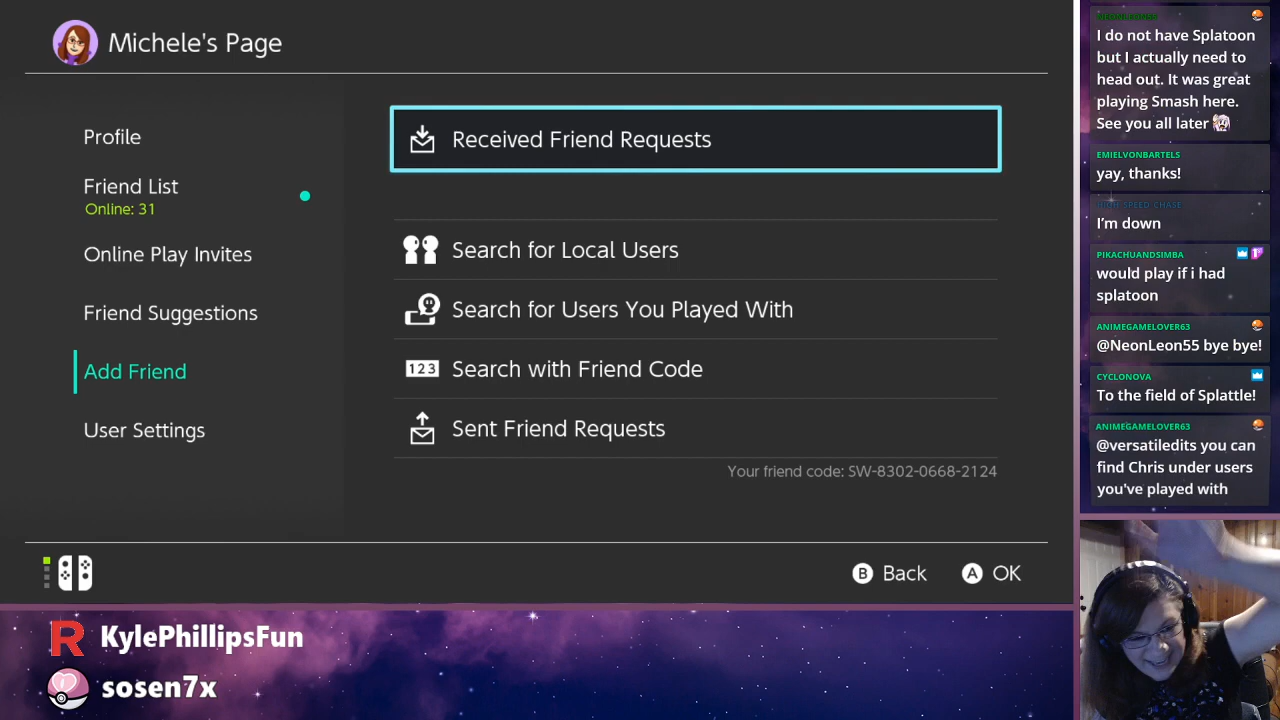 Michele's Page
Profile
Friend List
Online: 31
Online Play Invites
Friend Suggestions
Add Friend
User Settings
Received Friend Requests
Search for Local Users
Search for Users You Played With
123 Search with Friend Code
Sent Friend Requests
Your friend code: SW-8302-0668-2124
B Back A OK
R KylePhillipsFun
sosen7x
NEONLEON55
I do not have Splatoon
but I actually need to
head out. It was great
playing Smash here.
See you all later
EMIELVONBARTELS
yay, thanks!
HIGH_SPEED_CHASE
I'm down
PIKACHUANDSIMBA
would play if i had
splatoon
ANIMEGAMELOVER63
@NeonLeon55 bye bye!
CYCLONOVA
To the field of Splattle!
ANIMEGAMELOVER63
@versatiledits you can
find Chris under users
you've played with